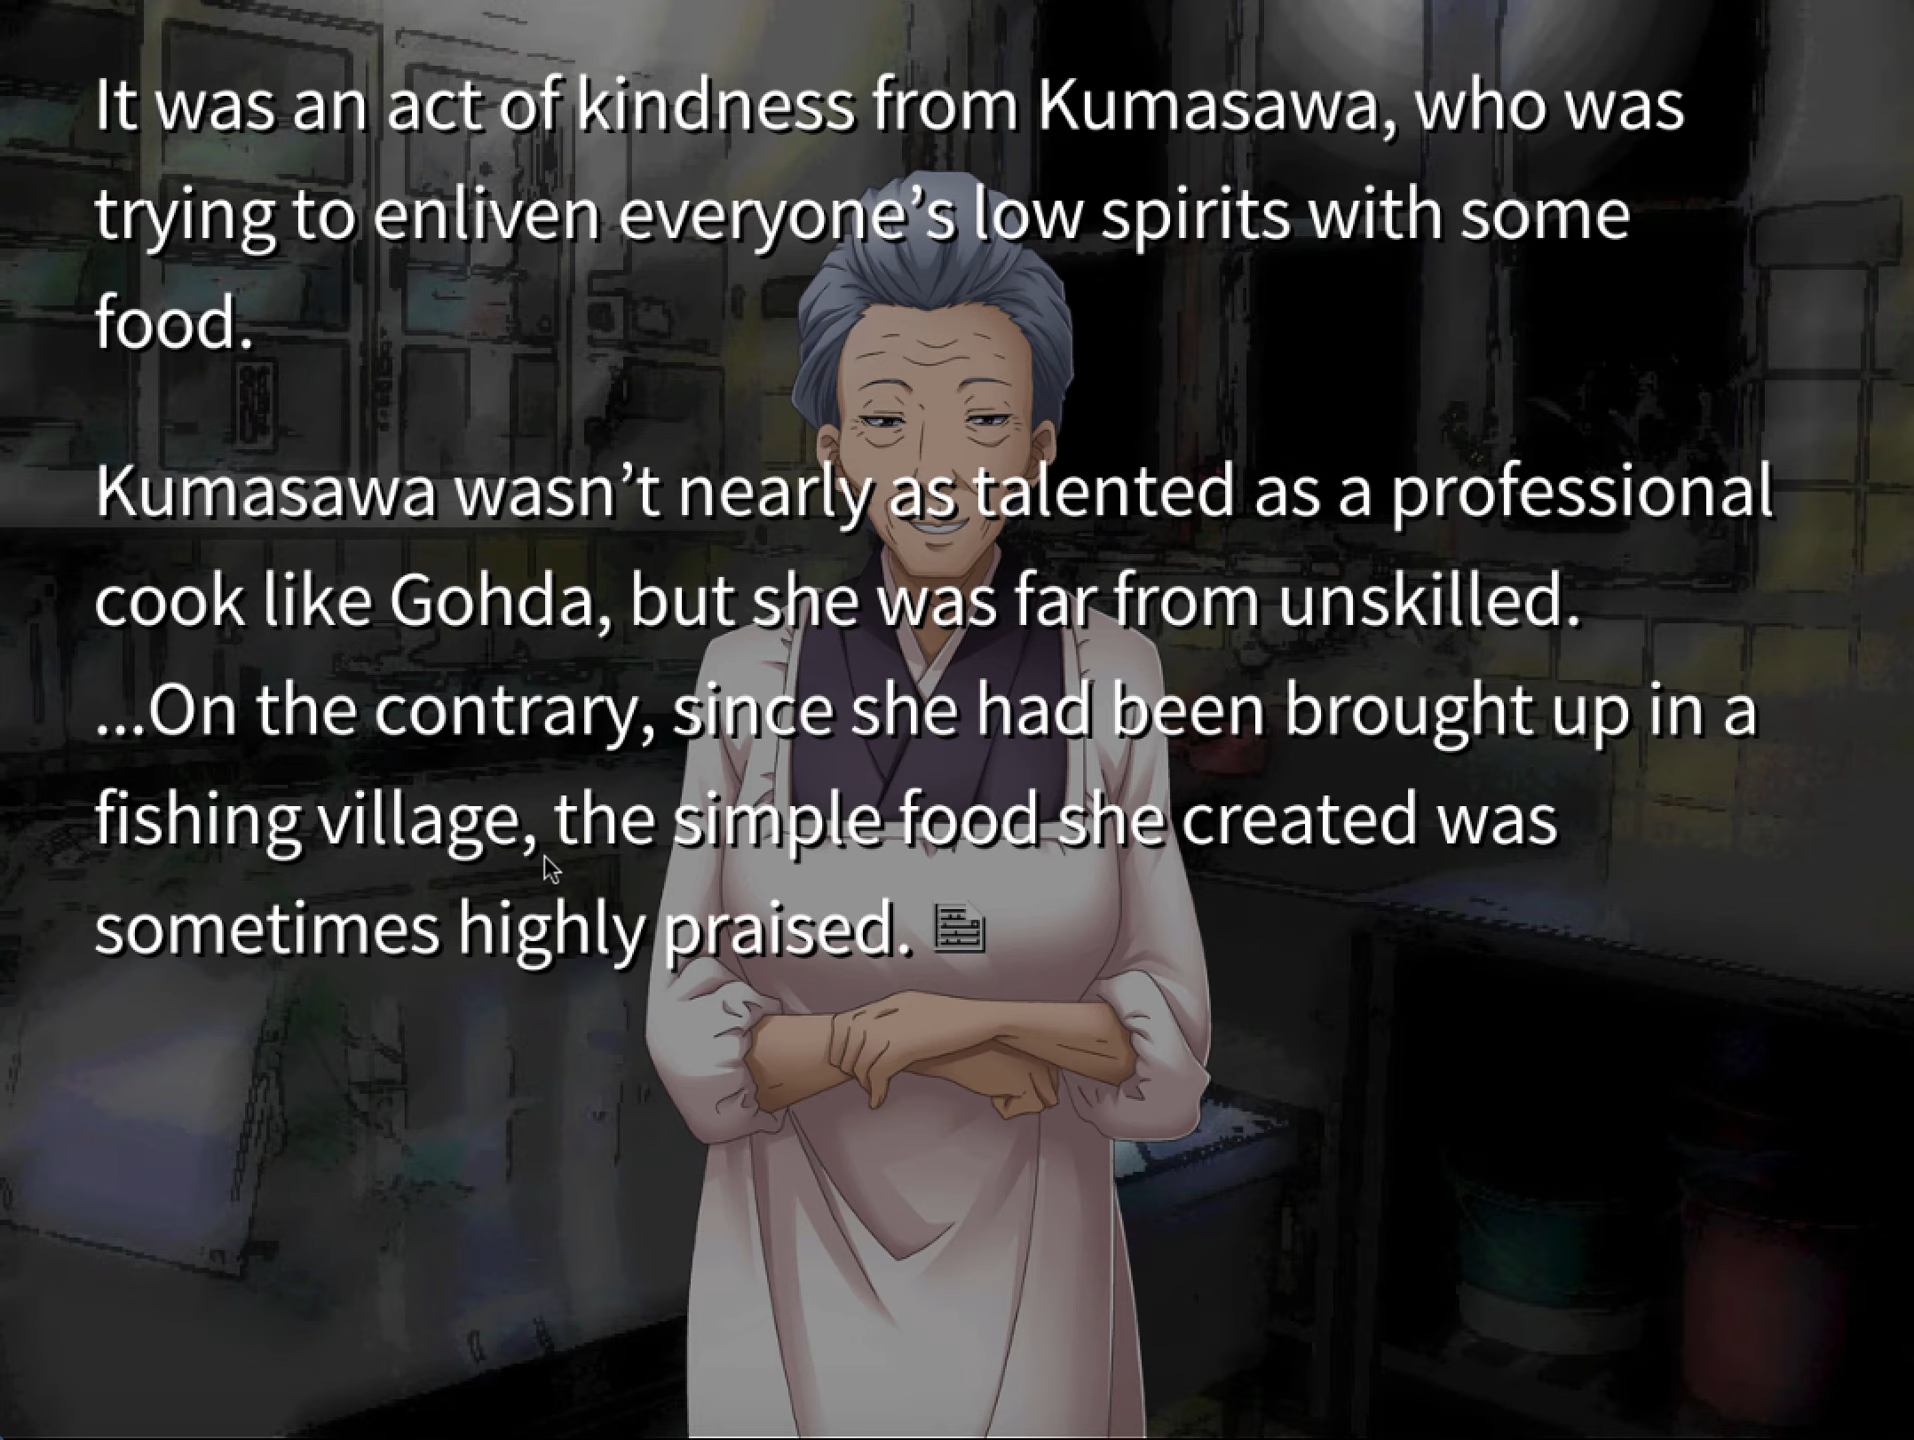 It was an act of kindness from Kumasawa, who was
trying to enliven everyone’s low spirits with some
food.
Kumasawa wasn’t nearly as talented as a professional
cook like Gohda, but she was far from unskilled.
...On the contrary, since she had been brought up in a
fishing village, the simple food she created was
sometimes highly praised.